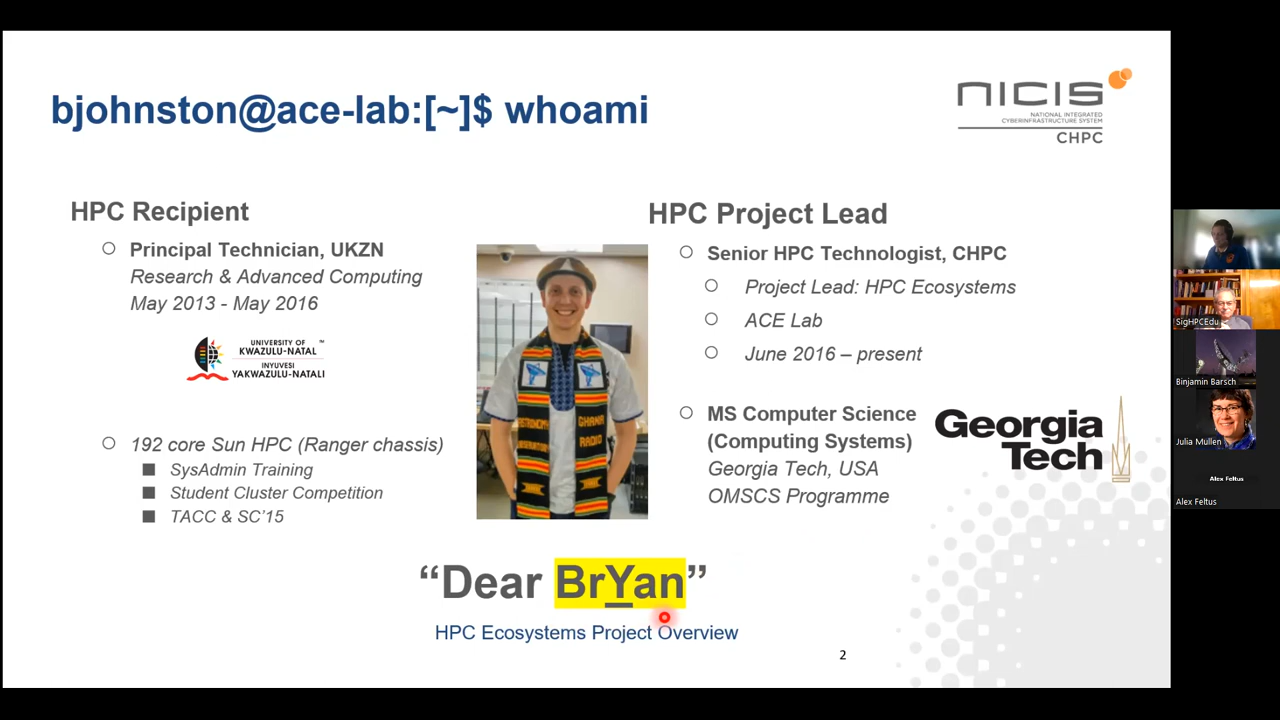 bjohnston@ace-lab:[~]$ whoami
NICIS
NATIONAL INTEGRATED
CYBERINFRASTRUCTURE SYSTEM
CHPC
HPC Recipient
Principal Technician, UKZN
Research & Advanced Computing
May 2013 - May 2016
UNIVERSITY OF ™
KWAZULU-NATAL
INYUVESI
YAKWAZULU-NATALI
192 core Sun HPC (Ranger chassis)
SysAdmin Training
Student Cluster Competition
TACC & SC'15
GHANA
RADIO
HPC Project Lead
Senior HPC Technologist, CHPC
Project Lead: HPC Ecosystems
ACE Lab
June 2016 – present
MS Computer Science
(Computing Systems)
Georgia Tech, USA
OMSCS Programme
Georgia
Tech
“Dear BrYan”
HPC Ecosystems Project Overview
2
SigHPCEdu
Binjamin Barsch
Julia Mullen
Alex Feltus
Alex Feltus